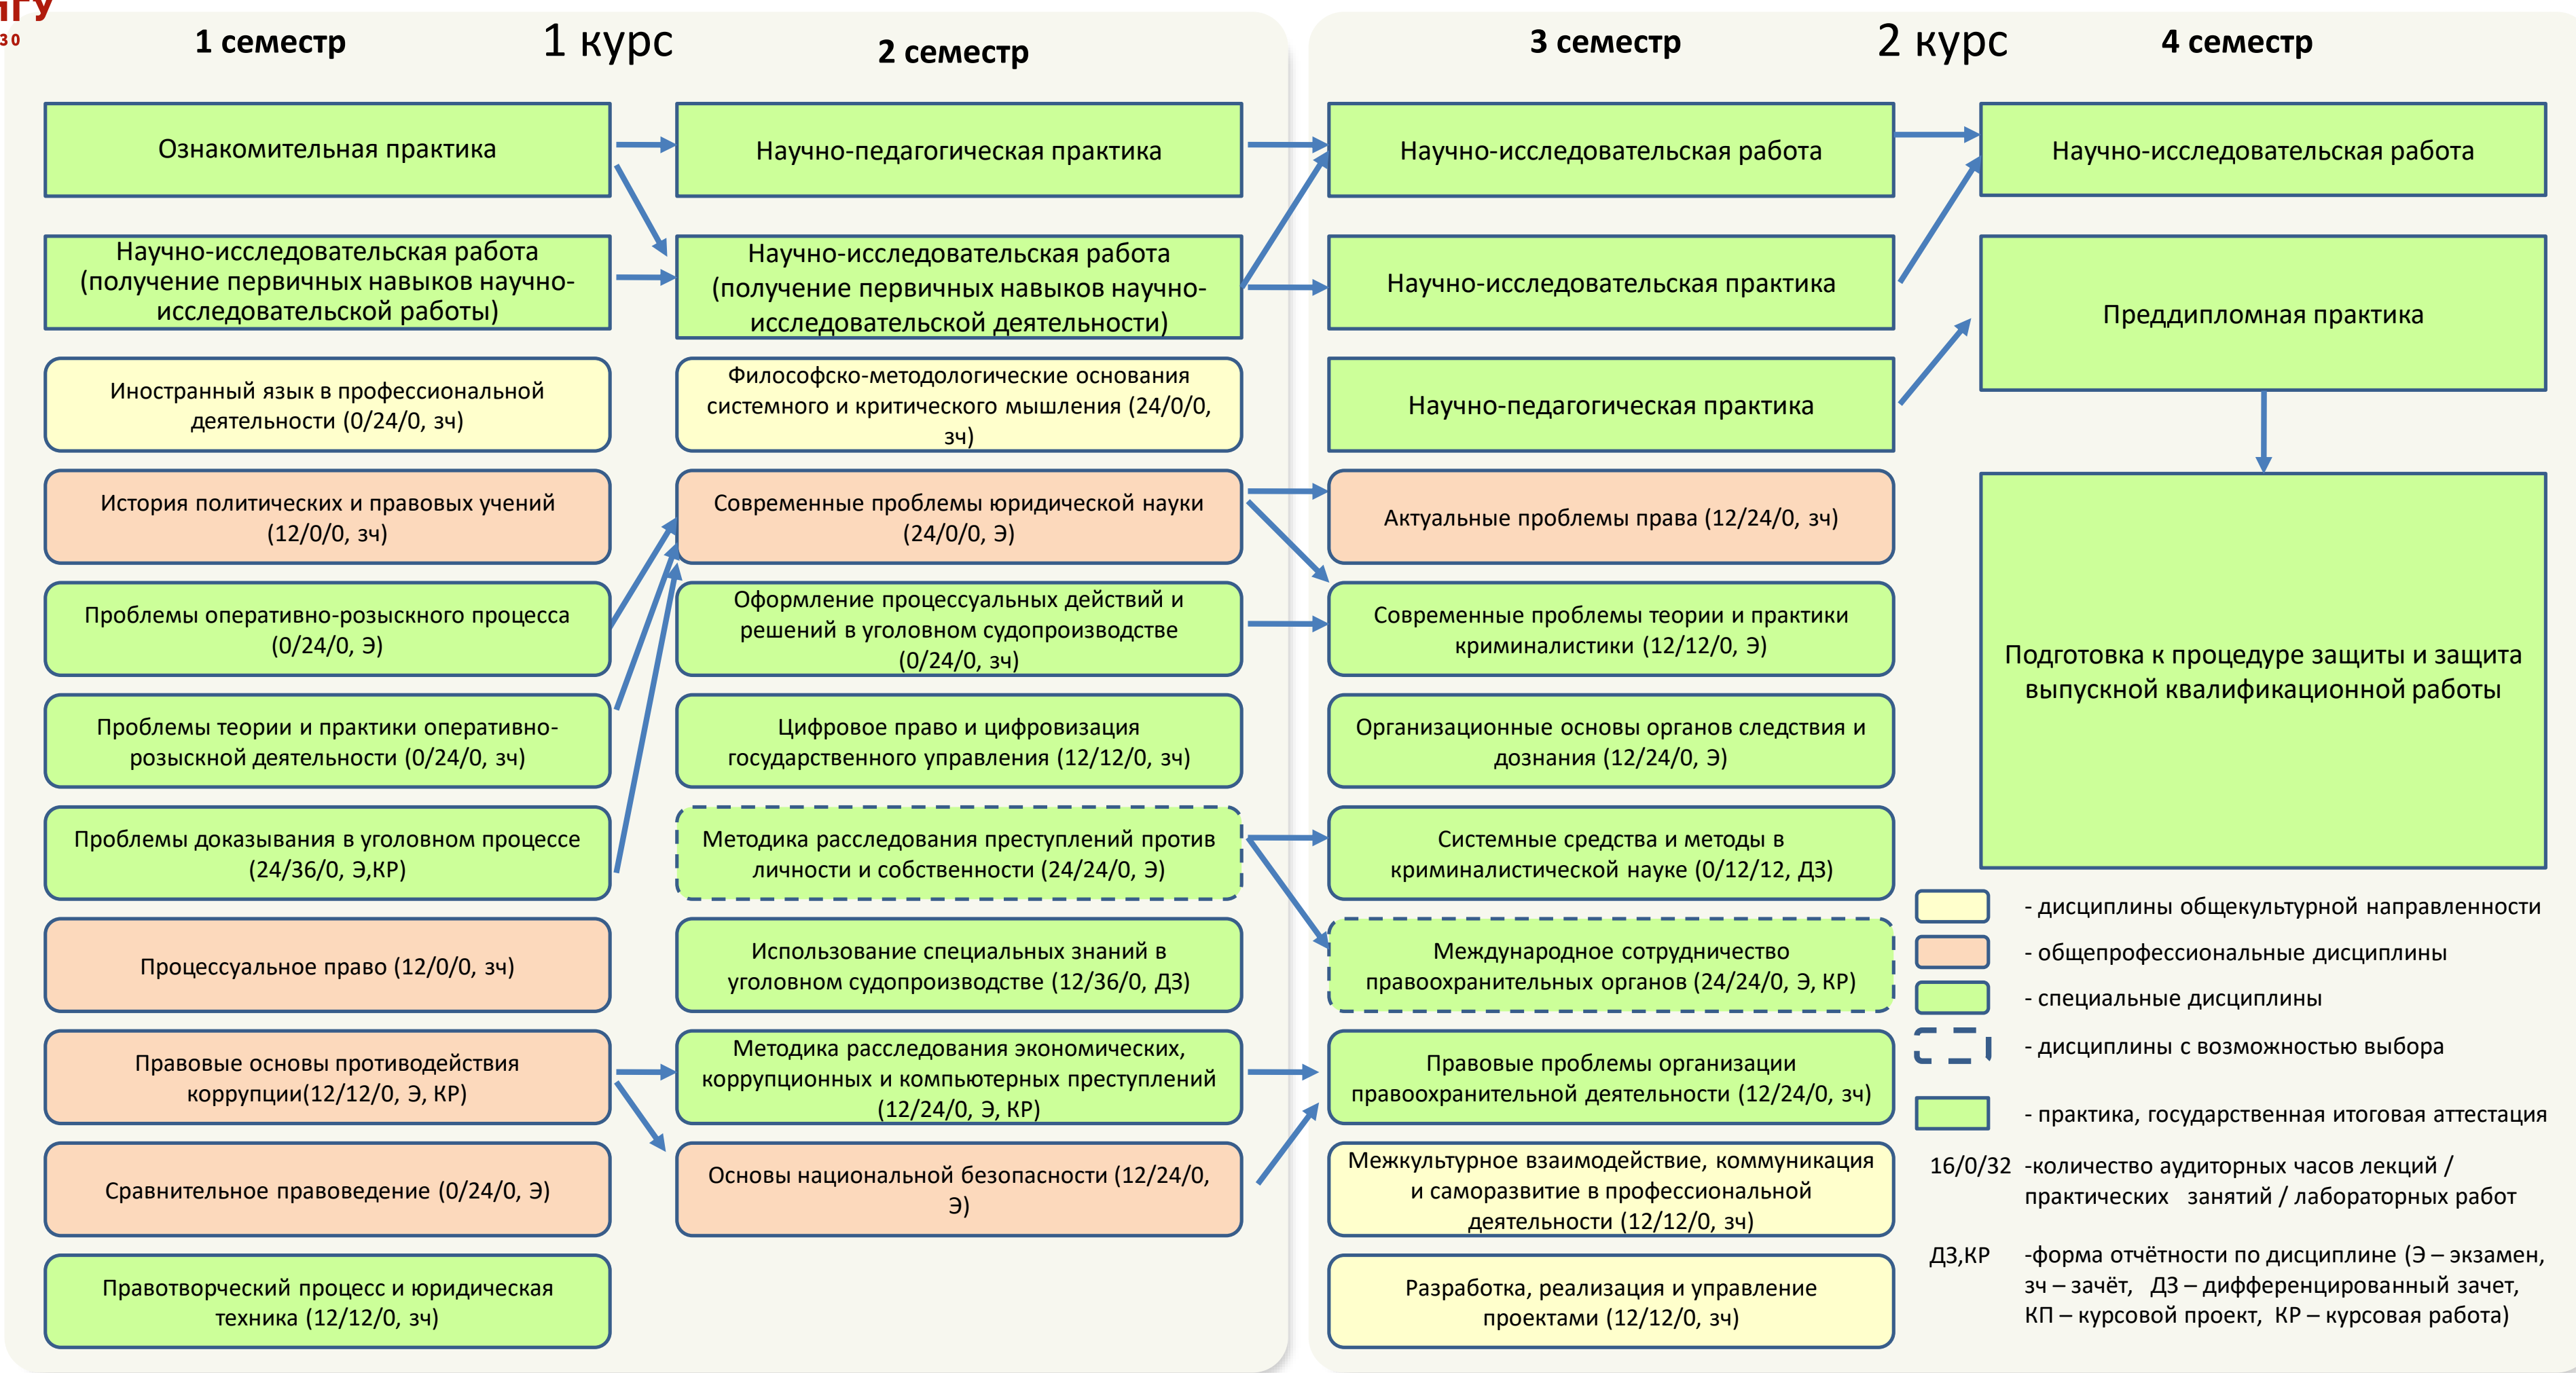 30
1 семестр
1 курс
2 семестр
3 семестр
2 курс
4 семестр
Ознакомительная практика
Научно-исследовательская работа
(получение первичных навыков научно-
исследовательской работы)
Иностранный язык в профессиональной
деятельности (0/24/0, зч)
История политических и правовых учений
(12/0/0, зч)
Проблемы оперативно-розыскного процесса
(0/24/0, Э)
Проблемы теории и практики оперативно-
розыскной деятельности (0/24/0, зч)
Проблемы доказывания в уголовном процессе
(24/36/0, Э,КР)
Процессуальное право (12/0/0, зч)
Правовые основы противодействия
коррупции(12/12/0, Э, КР)
Сравнительное правоведение (0/24/0, Э)
Правотворческий процесс и юридическая
техника (12/12/0, зч)
Научно-педагогическая практика
Научно-исследовательская работа
(получение первичных навыков научно-
исследовательской деятельности)
Философско-методологические основания
системного и критического мышления (24/0/0,
зч)
Современные проблемы юридической науки
(24/0/0, Э)
Оформление процессуальных действий и
решений в уголовном судопроизводстве
(0/24/0, зч)
Цифровое право и цифровизация
государственного управления (12/12/0, зч)
Методика расследования преступлений против
личности и собственности (24/24/0, Э)
Использование специальных знаний в
уголовном судопроизводстве (12/36/0, ДЗ)
Методика расследования экономических,
коррупционных и компьютерных преступлений
(12/24/0, Э, КР)
Основы национальной безопасности (12/24/0,
Э)
Научно-исследовательская работа
Научно-исследовательская практика
Научно-педагогическая практика
Актуальные проблемы права (12/24/0, зч)
Современные проблемы теории и практики
криминалистики (12/12/0, Э)
Организационные основы органов следствия и
дознания (12/24/0, Э)
Системные средства и методы в
криминалистической науке (0/12/12, ДЗ)
Международное сотрудничество
правоохранительных органов (24/24/0, Э, КР)
Правовые проблемы организации
правоохранительной деятельности (12/24/0, зч)
Межкультурное взаимодействие, коммуникация
и саморазвитие в профессиональной
деятельности (12/12/0, зч)
Разработка, реализация и управление
проектами (12/12/0, зч)
Научно-исследовательская работа
Преддипломная практика
Подготовка к процедуре защиты и защита
выпускной квалификационной работы
- дисциплины общекультурной направленности
- общепрофессиональные дисциплины
- специальные дисциплины
- дисциплины с возможностью выбора
- практика, государственная итоговая аттестация
16/0/32 -количество аудиторных часов лекций /
практических занятий / лабораторных работ
ДЗ,КР -форма отчётности по дисциплине (Э – экзамен,
зч – зачёт, ДЗ – дифференцированный зачет,
КП – курсовой проект, КР – курсовая работа)